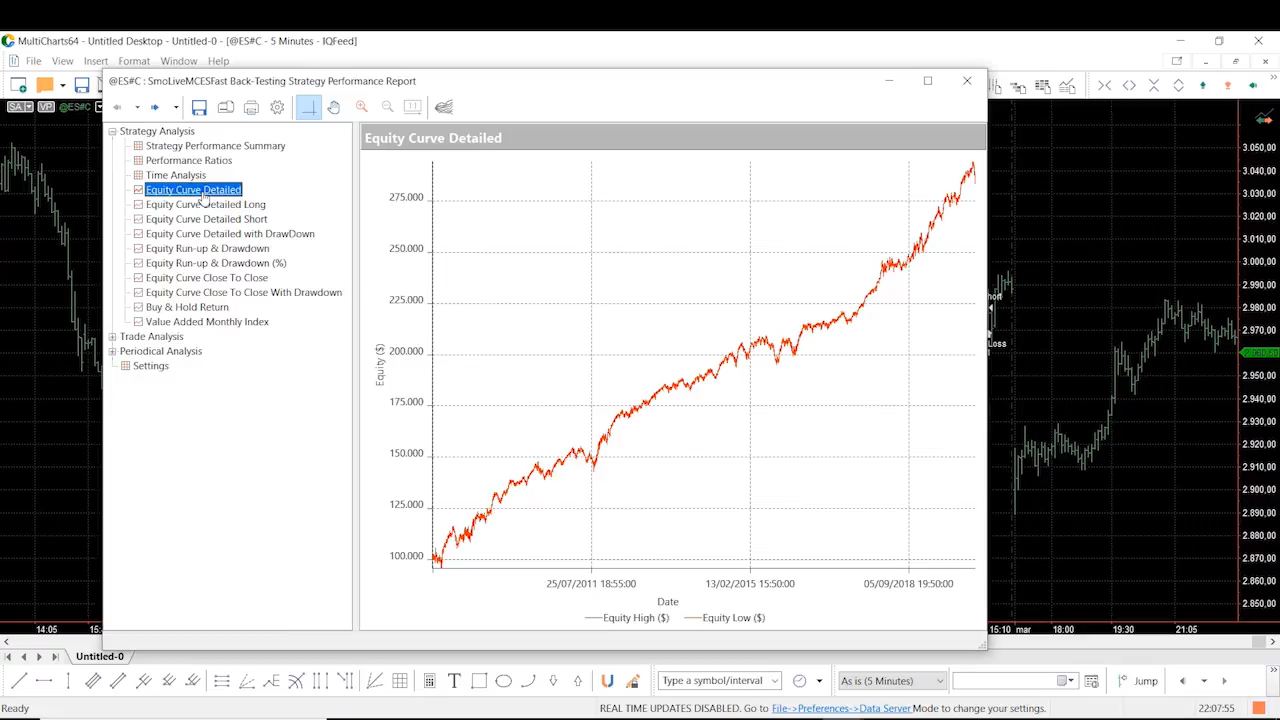 MultiCharts64 - Untitled Desktop - Untitled-0 - [@ES#C - 5 Minutes - IQFeed]
File View Insert Format Window Help
@ES#C : SmoLiveMCESFast Back-Testing Strategy Performance Report
SA VP @ES#C
Strategy Analysis
Strategy Performance Summary
Performance Ratios
Time Analysis
Equity Curve Detailed
Equity Curve Detailed Long
Equity Curve Detailed Short
Equity Curve Detailed with DrawDown
Equity Run-up & Drawdown
Equity Run-up & Drawdown (%)
Equity Curve Close To Close
Equity Curve Close To Close With Drawdown
Buy & Hold Return
Value Added Monthly Index
Trade Analysis
Periodical Analysis
Settings
Equity Curve Detailed
275.000
250.000
225.000
200.000
175.000
150.000
125.000
100.000
Equity ($)
25/07/2011 18:55:00 13/02/2015 15:50:00 05/09/2018 19:50:00
Date
Equity High ($) Equity Low ($)
Loss
3.050,00
3.040,00
3.030,00
3.020,00
3.010,00
3.000,00
2.990,00
2.980,00
2.970,00
2.950,00
2.940,00
2.930,00
2.920,00
2.910,00
2.900,00
2.890,00
2.880,00
2.870,00
2.860,00
2.850,00
14:05 15: 15:10 mar 18:00 19:30 21:05
Untitled-0
Type a symbol/interval As is (5 Minutes) Jump
Ready REAL TIME UPDATES DISABLED. Go to File->Preferences->Data Server Mode to change your settings. 22:07:55